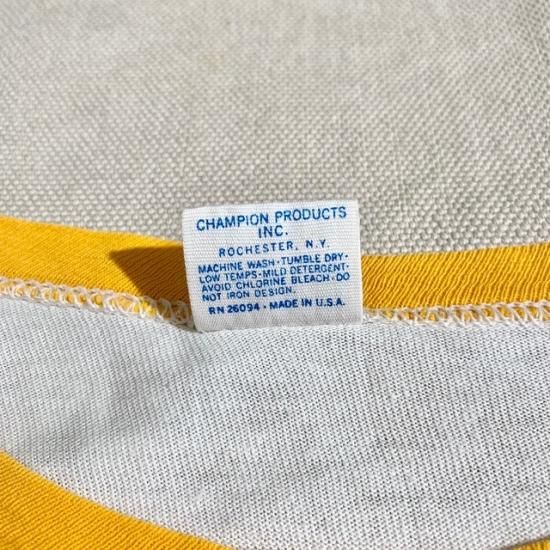 CHAMPION PRODUCTS
INC.
ROCHESTER, N.Y.
MACHINE WASH·TUMBLE DRY·
LOW TEMPS·MILD DETERGENT·
AVOID CHLORINE BLEACH·DO
NOT IRON DESIGN.
RN 26094 · MADE IN U.S.A.